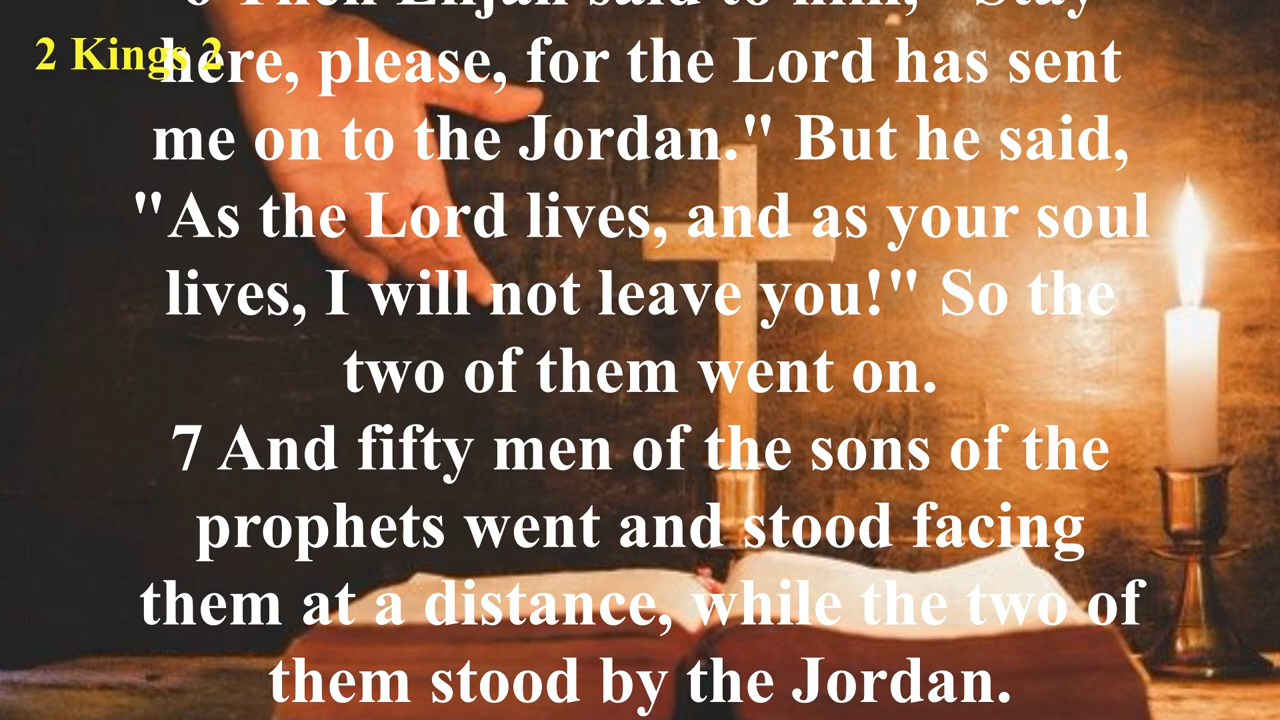 6 Then Elijah said to him, "Stay
2 Kings 2
here, please, for the Lord has sent
me on to the Jordan." But he said,
"As the Lord lives, and as your soul
lives, I will not leave you!" So the
two of them went on.
7 And fifty men of the sons of the
prophets went and stood facing
them at a distance, while the two of
them stood by the Jordan.